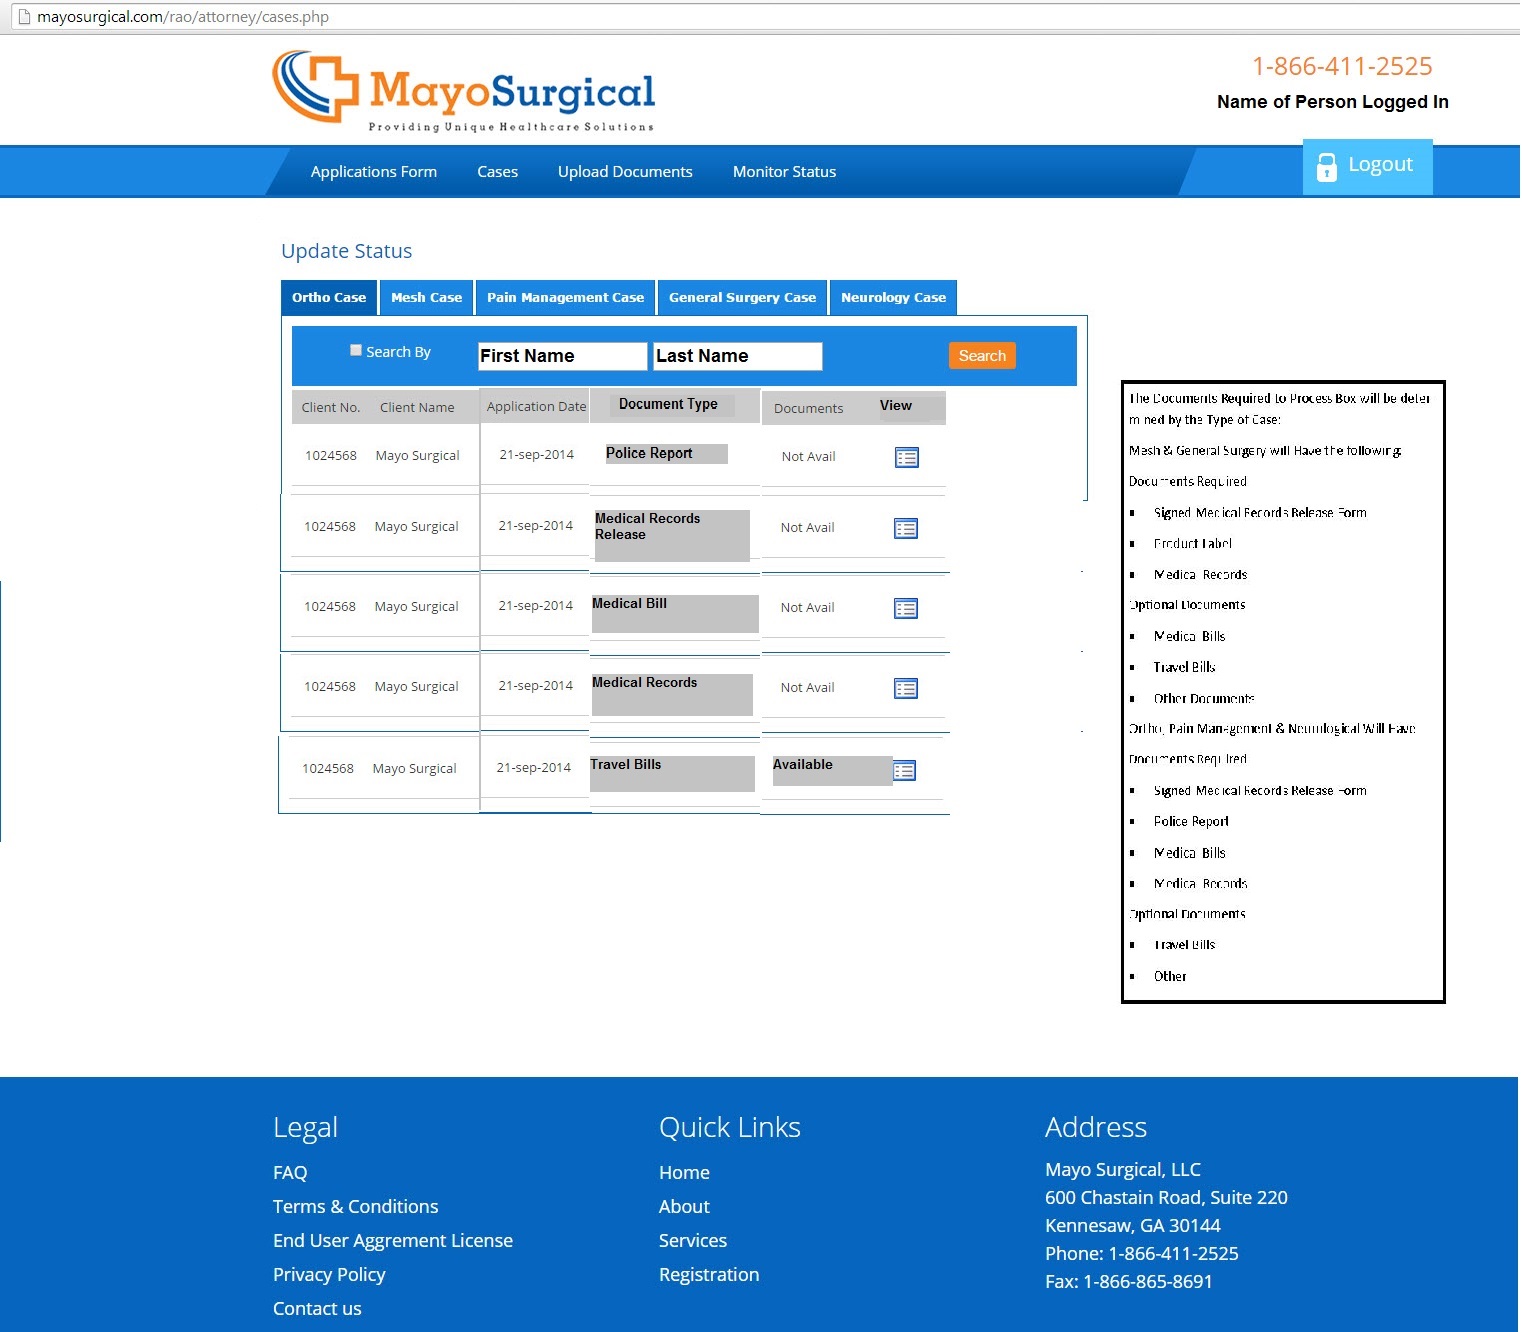 mayosurgical.com/rao/attorney/cases.php
MayoSurgical
Providing Unique Healthcare Solutions
1-866-411-2525
Name of Person Logged In
Applications Form Cases Upload Documents Monitor Status
Logout
Update Status
Ortho Case Mesh Case Pain Management Case General Surgery Case Neurology Case
Search By First Name Last Name Search
Client No. Client Name Application Date Document Type Documents View
1024568 Mayo Surgical 21-sep-2014 Police Report Not Avail
1024568 Mayo Surgical 21-sep-2014 Medical Records
Release Not Avail
1024568 Mayo Surgical 21-sep-2014 Medical Bill Not Avail
1024568 Mayo Surgical 21-sep-2014 Medical Records Not Avail
1024568 Mayo Surgical 21-sep-2014 Travel Bills Available
The Documents Required to Process Box will be deter
mined by the Type of Case:
Mesh & General Surgery will Have the following:
Documents Required
▪ Signed Medical Records Release Form
▪ Product Label
▪ Medical Records
Optional Documents
▪ Medical Bills
▪ Travel Bills
▪ Other Documents
Ortho, Pain Management & Neurological Will Have
Documents Required
▪ Signed Medical Records Release Form
▪ Police Report
▪ Medical Bills
▪ Medical Records
Optional Documents
▪ Travel Bills
▪ Other
Legal
FAQ
Terms & Conditions
End User Aggrement License
Privacy Policy
Contact us
Quick Links
Home
About
Services
Registration
Address
Mayo Surgical, LLC
600 Chastain Road, Suite 220
Kennesaw, GA 30144
Phone: 1-866-411-2525
Fax: 1-866-865-8691